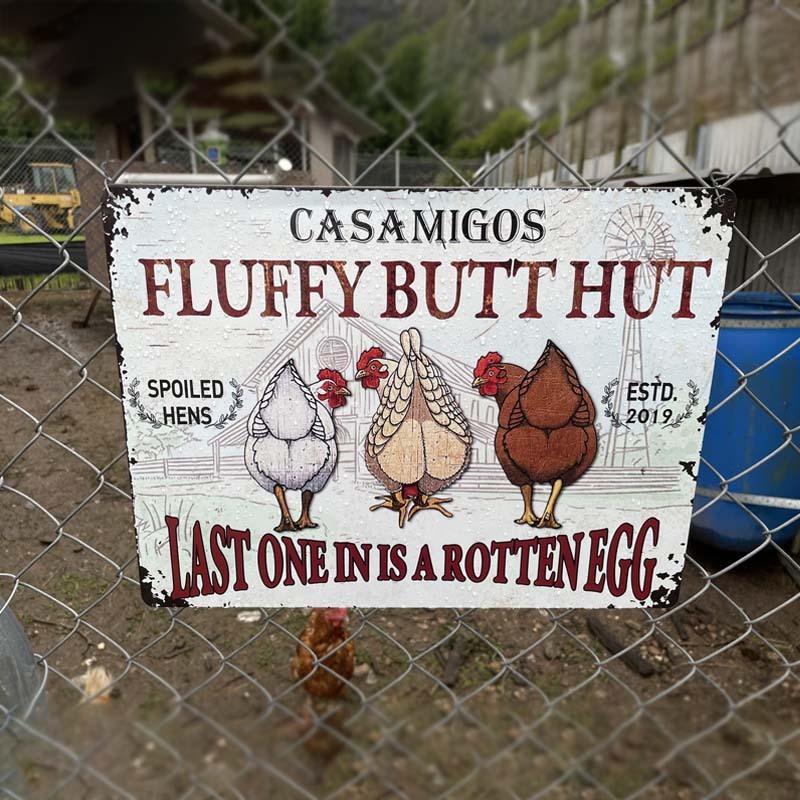 CASAMIGOS
FLUFFY BUTT HUT
SPOILED
HENS
ESTD.
2019
LAST ONE IN IS A ROTTEN EGG